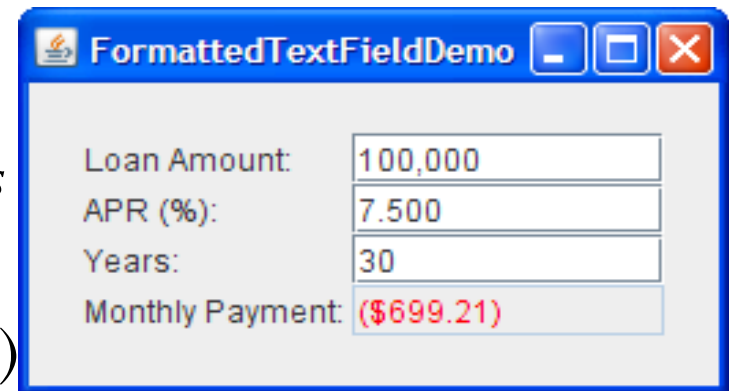 FormattedTextFieldDemo
s
Loan Amount: 100,000
APR (%): 7.500
Years: 30
Monthly Payment: ($699.21)
)